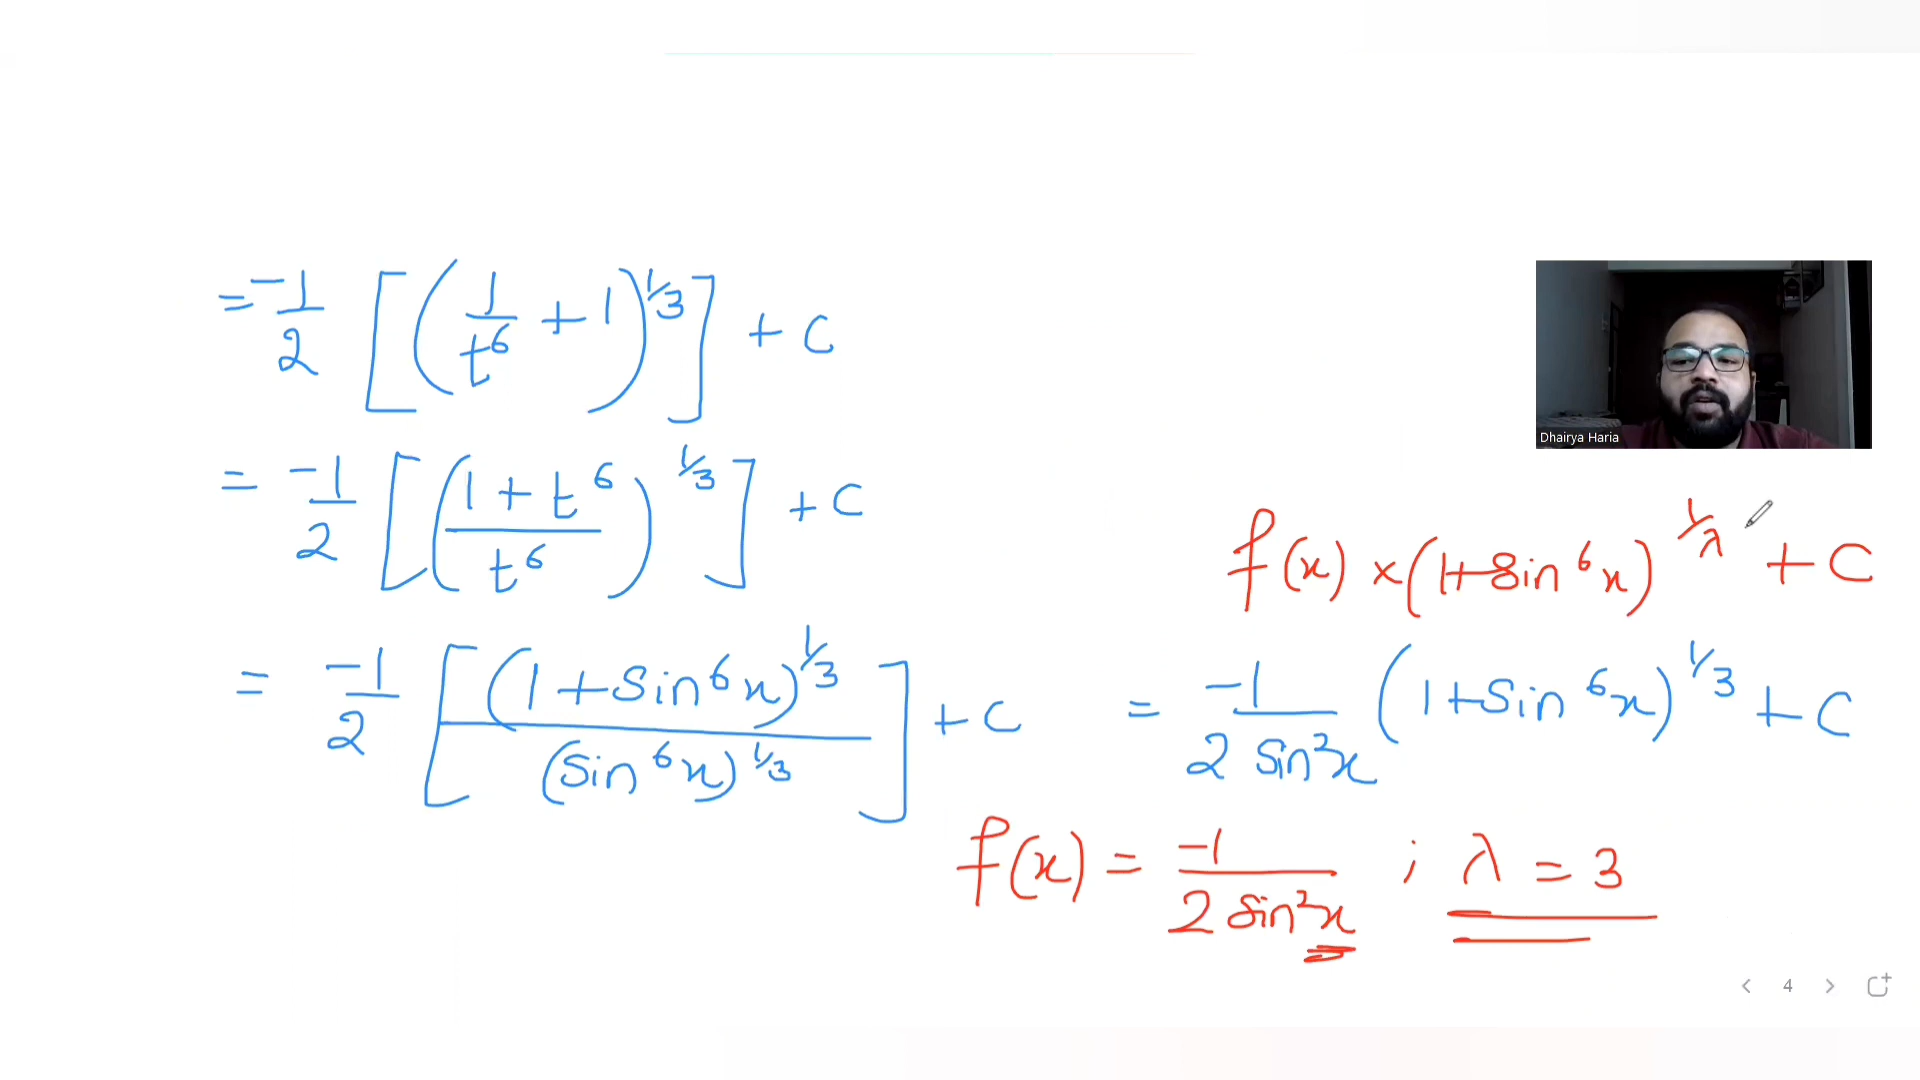 = -1/2 [(1/t⁶ + 1)^1/3] + C
= -1/2 [((1 + t⁶)/t⁶)^1/3] + C
= -1/2 [(1 + sin⁶x)^1/3 / (sin⁶x)^1/3] + C
Dhairya Haria
f(x) × (1 + sin⁶x)^1/λ + C
= -1/(2 sin²x) (1 + sin⁶x)^1/3 + C
f(x) = -1/(2 sin²x) ; λ = 3
< 4 >